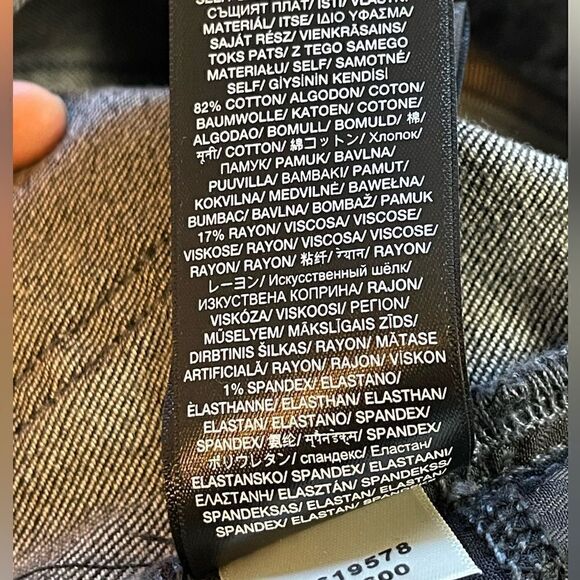 СЪЩИЯТ ПЛАТ/ ISTI/ VLASTN/
MATERIÁL/ ITSE/ ΙΔΙΟ ΥΦΑΣΜΑ/
SAJÁT RÉSZ/ VIENKRĀSAINS/
TOKS PATS/ Z TEGO SAMEGO
MATERIAŁU/ SELF/ SAMOTNÉ/
SELF/ GİYSİNİN KENDİSİ
82% COTTON/ ALGODON/ COTON/
BAUMWOLLE/ KATOEN/ COTONE/
ALGODAO/ BOMULL/ BOMULD/ 棉/
सूती/ COTTON/ 綿コットン/ Хлопок/
ПАМУК/ PAMUK/ BAVLNA/
PUUVILLA/ ΒΑΜΒΑΚΙ/ PAMUT/
KOKVILNA/ MEDVILNĖ/ BAWEŁNA/
BUMBAC/ BAVLNA/ BOMBAŽ/ PAMUK
17% RAYON/ VISCOSA/ VISCOSE/
VISKOSE/ RAYON/ VISCOSA/ VISCOSE/
RAYON/ RAYON/ 粘纤/ रेयान/ RAYON/
レーヨン/ Искусственный шёлк/
ИЗКУСТВЕНА КОПРИНА/ RAJON/
VISKÓZA/ VISKOOSI/ ΡΕΓΙΟΝ/
MŰSELYEM/ MĀKSLĪGAIS ZĪDS/
DIRBTINIS ŠILKAS/ RAYON/ MĂTASE
ARTIFICIALĂ/ RAYON/ RAJON/ VİSKON
1% SPANDEX/ ELASTANO/
ÉLASTHANNE/ ELASTHAN/ ELASTHAN/
ELASTAN/ ELASTANO/ SPANDEX/
SPANDEX/ 氨纶/ स्पैनडेक्स/
ポリウレタン/ спандекс/ Еластан/
ELASTANSKO/ SPANDEX/ ELASTAANI/
ΕΛΑΣΤΑΝΗ/ ELASZTÁN/ SPANDEKSS/
SPANDEKSAS/ ELASTAN/ ELASTAN/
SPANDEX/ ELASTAN/ SPANDEX
19578
00